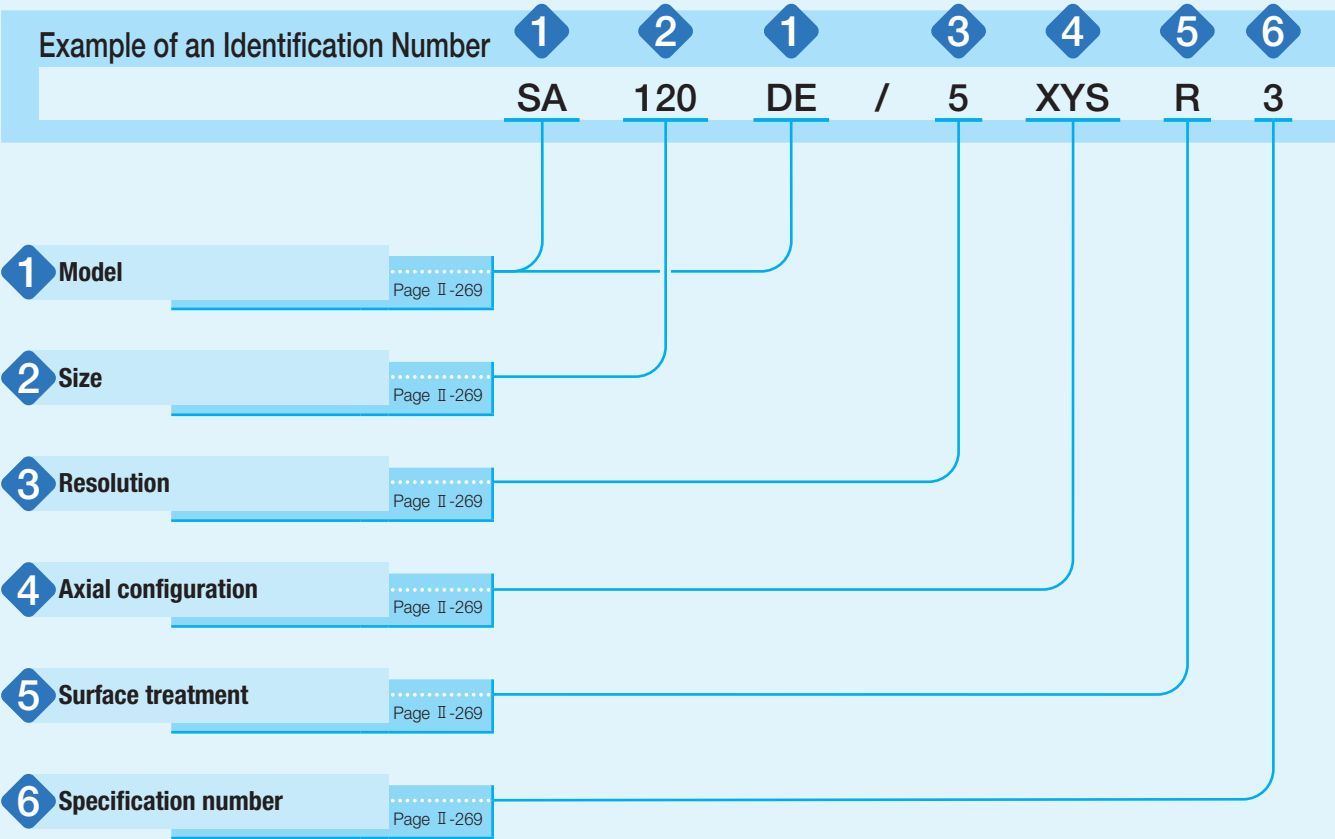 1 2 1 3 4 5 6
Example of an Identification Number
SA 120 DE / 5 XYS R 3
1 Model
Page Ⅱ-269
2 Size
Page Ⅱ-269
3 Resolution
Page Ⅱ-269
4 Axial configuration
Page Ⅱ-269
5 Surface treatment
Page Ⅱ-269
6 Specification number
Page Ⅱ-269